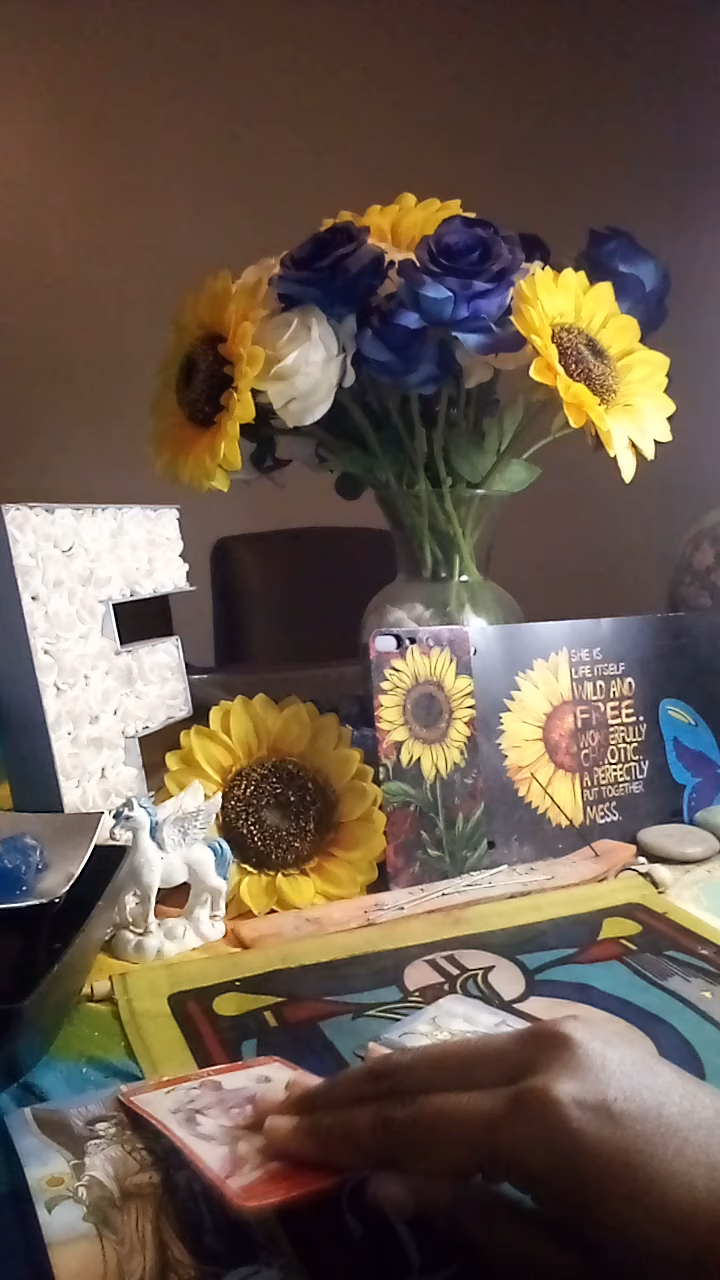 F
SHE IS
LIFE ITSELF
WILD AND
FREE.
WONDERFULLY
CHAOTIC.
A PERFECTLY
PUT TOGETHER
MESS.